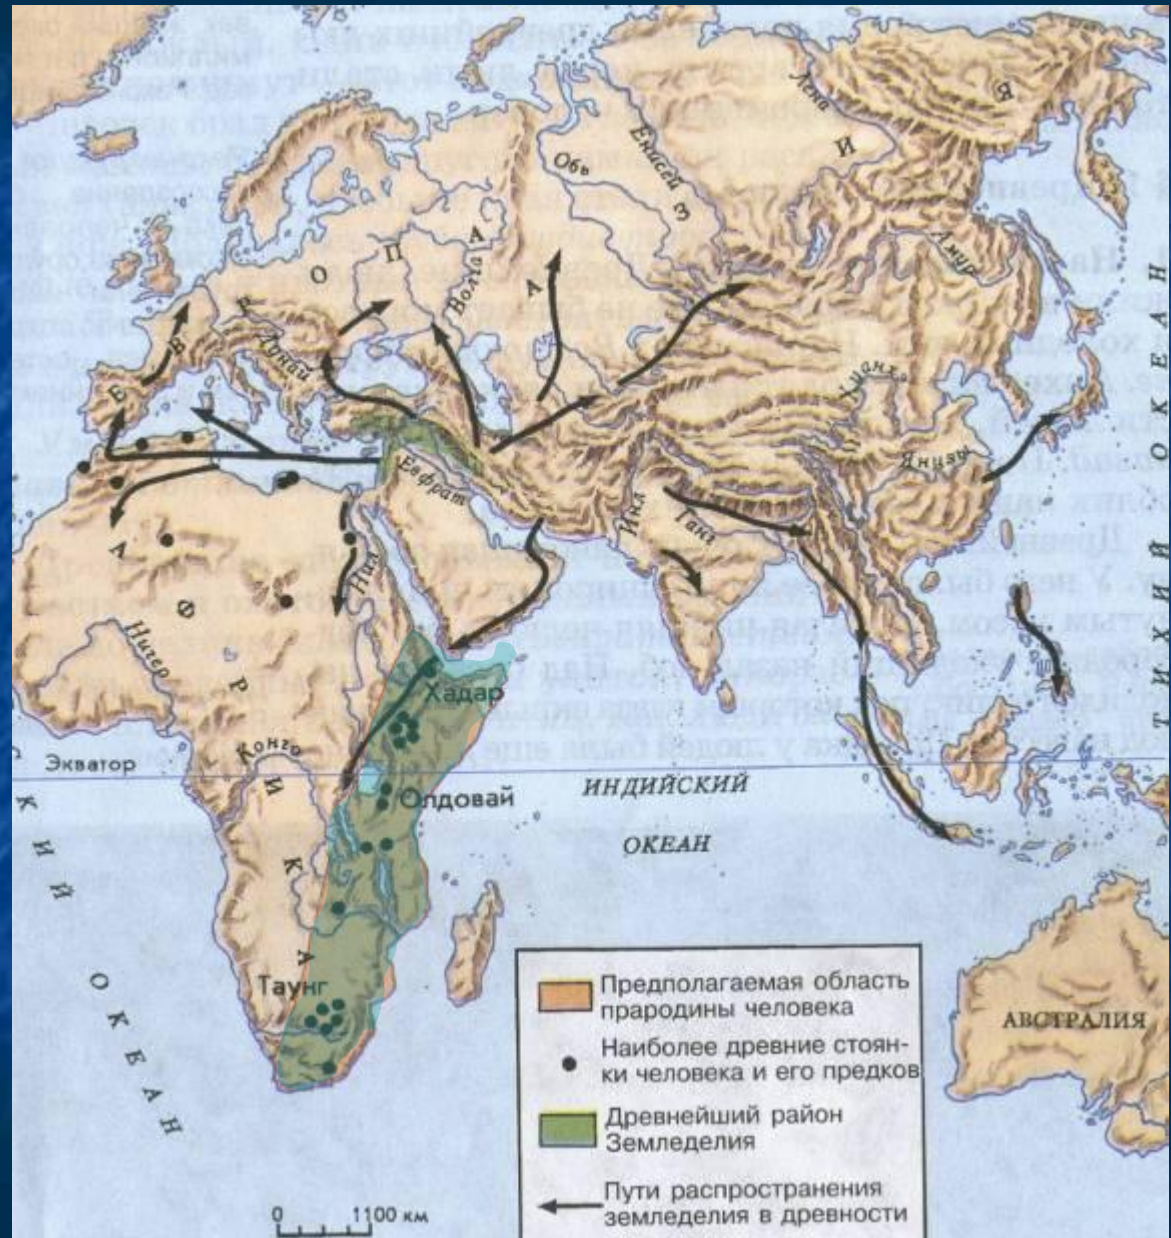 Лена
Енисей
Обь
Амур
Волга
Дунай
Е В Р О П А
А З И Я
Хуанхэ
Янцзы
Евфрат
Инд
Ганг
Нил
Нигер
Конго
А Ф Р И К А
Хадар
Олдовай
Таунг
Экватор
ИНДИЙСКИЙ
ОКЕАН
ТИХИЙ ОКЕАН
С К И Й О К Е А Н
АВСТРАЛИЯ
Предполагаемая область
прародины человека
Наиболее древние стоян-
ки человека и его предков
Древнейший район
Земледелия
Пути распространения
земледелия в древности
0 1100 км